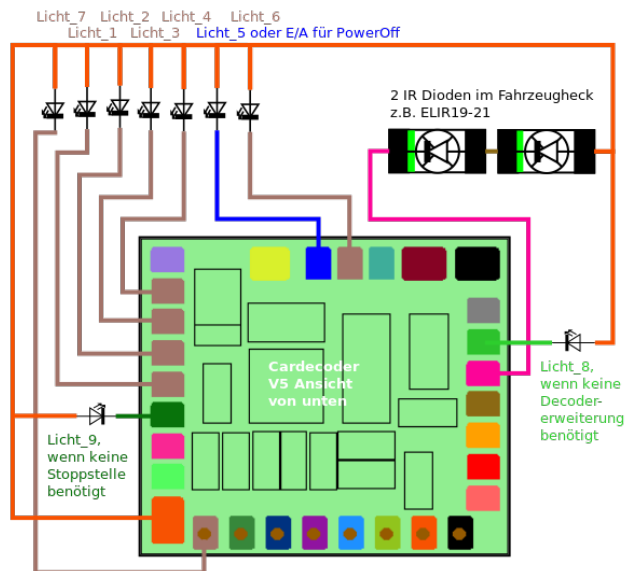 Licht_7
Licht_2
Licht_4
Licht_6
Licht_1
Licht_3
Licht_5 oder E/A für PowerOff
2 IR Dioden im Fahrzeugheck
z.B. ELIR19-21
Cardecoder
V5 Ansicht
von unten
Licht_8,
wenn keine
Decoder-
erweiterung
benötigt
Licht_9,
wenn keine
Stoppstelle
benötigt